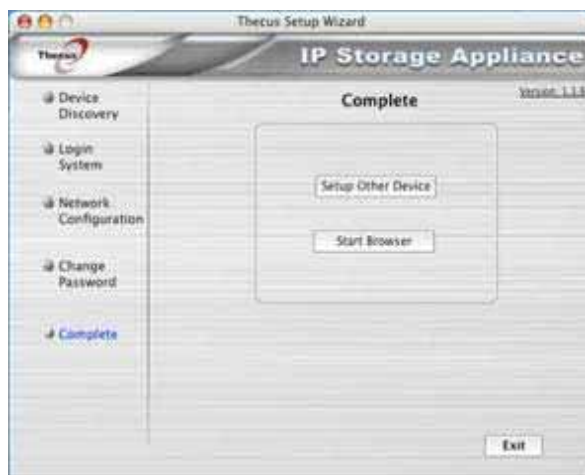 Thecus Setup Wizard
Thecus
IP Storage Appliance
Device
Discovery
Login
System
Network
Configuration
Change
Password
Complete
Complete
Setup Other Device
Start Browser
Exit